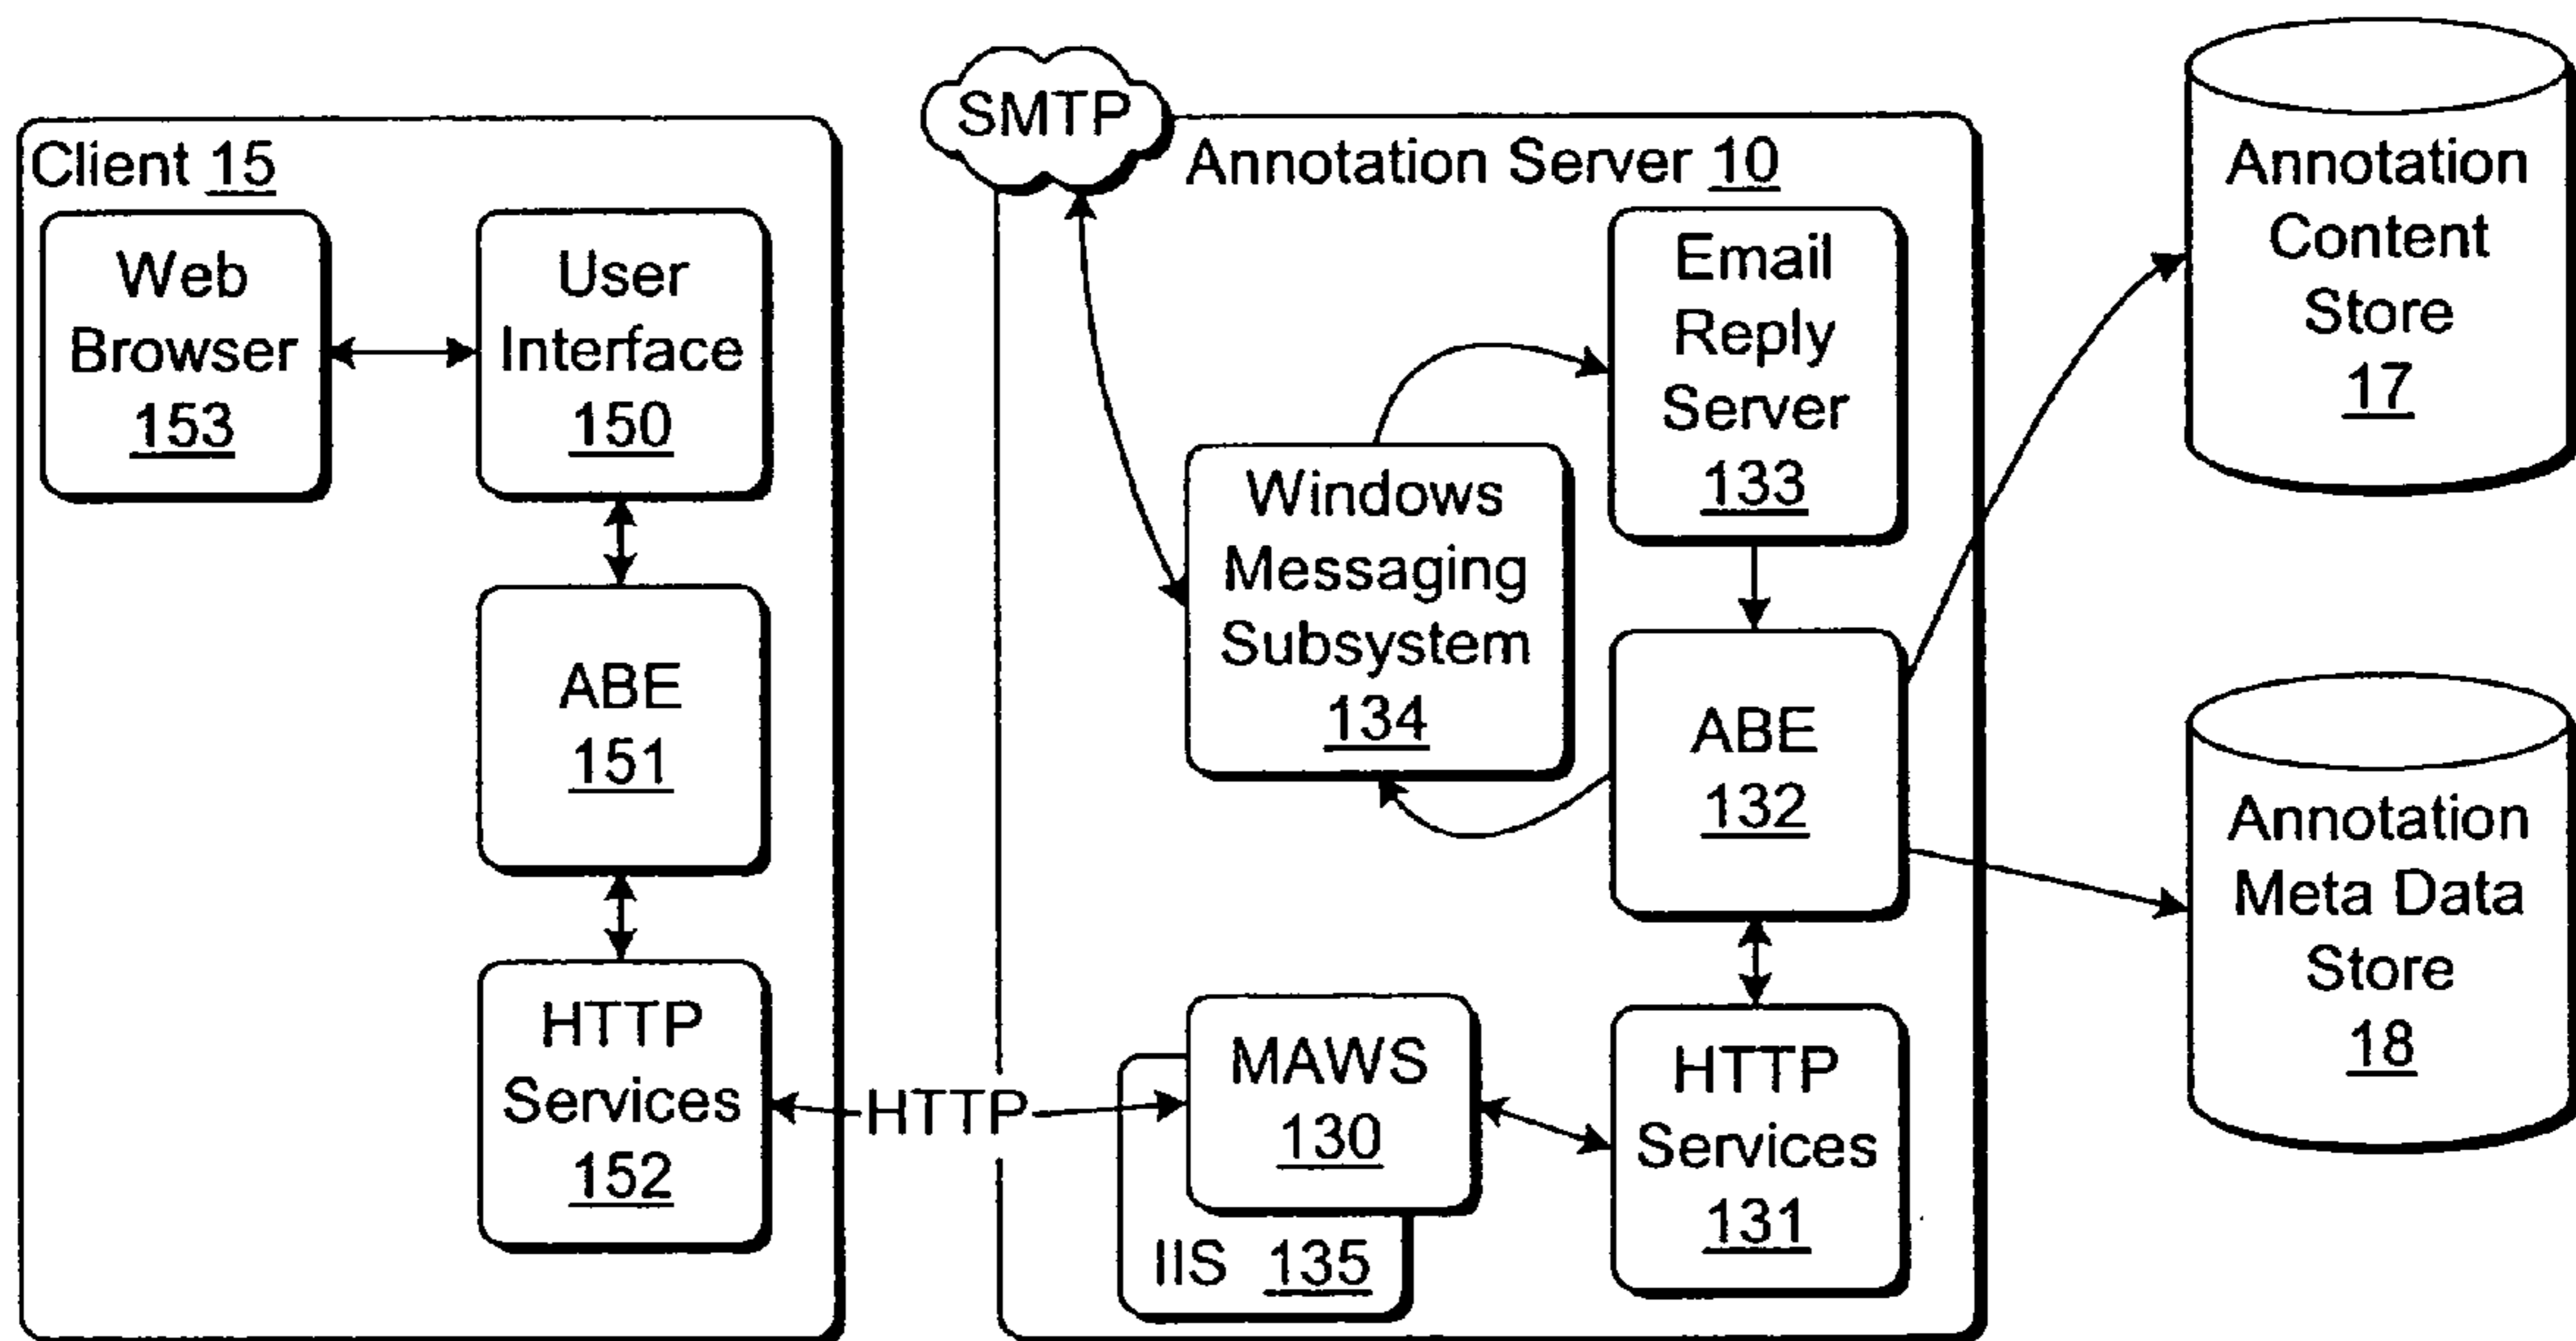 Client 15
Web
Browser
153
User
Interface
150
ABE
151
HTTP
Services
152
HTTP
SMTP
Annotation Server 10
Email
Reply
Server
133
Windows
Messaging
Subsystem
134
ABE
132
MAWS
130
IIS 135
HTTP
Services
131
Annotation
Content
Store
17
Annotation
Meta Data
Store
18